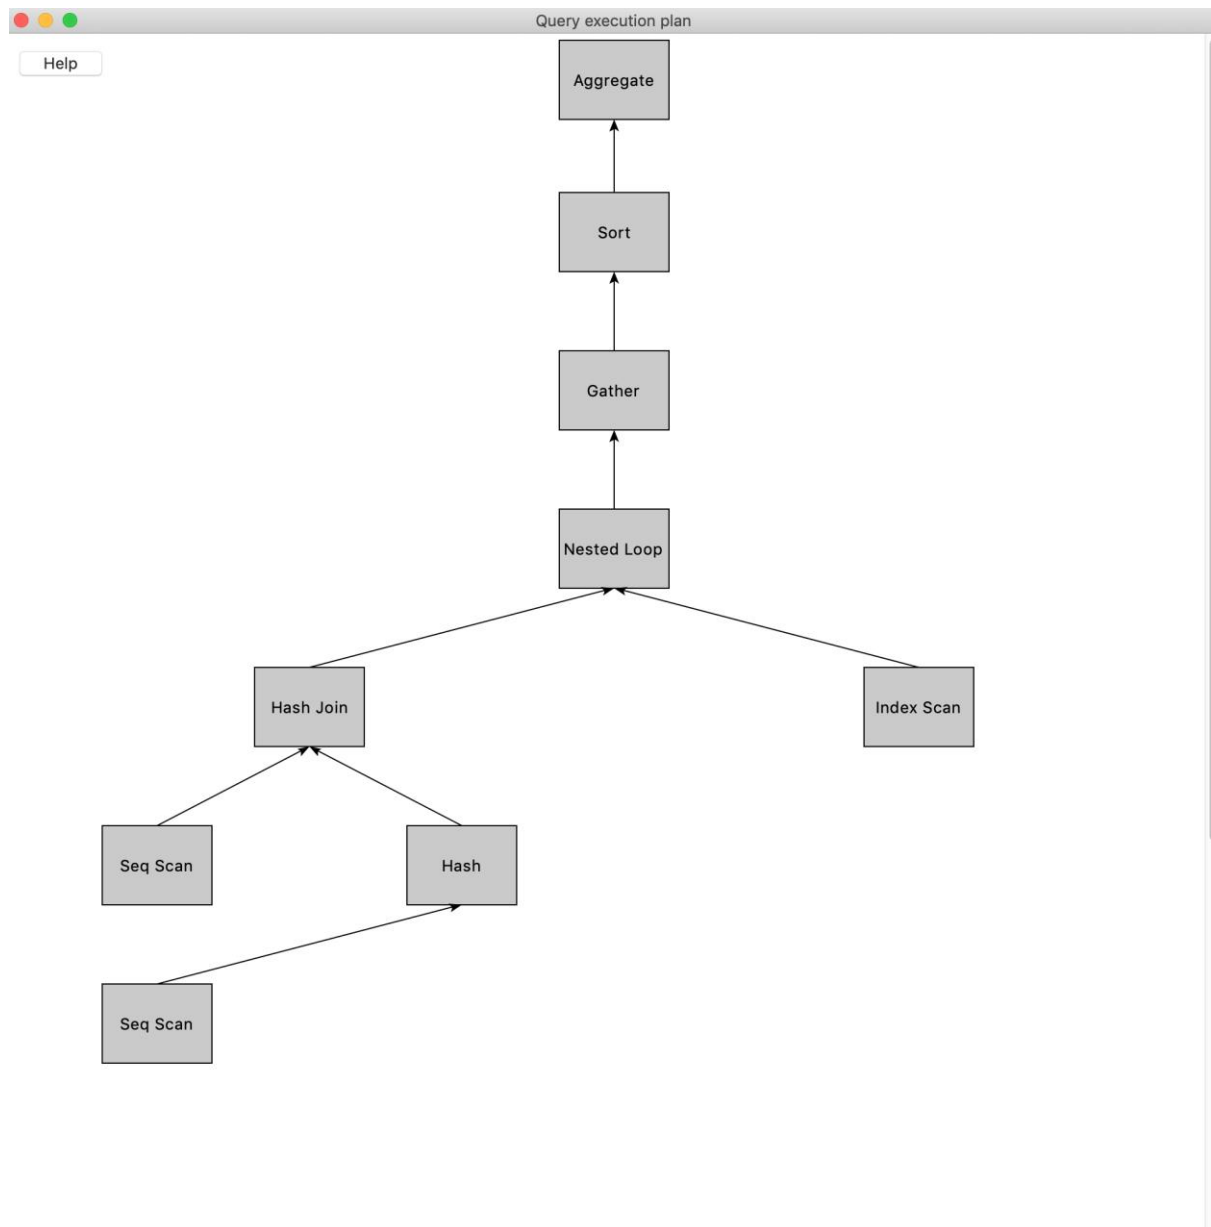 Query execution plan
Help
Aggregate
Sort
Gather
Nested Loop
Hash Join
Index Scan
Seq Scan
Hash
Seq Scan